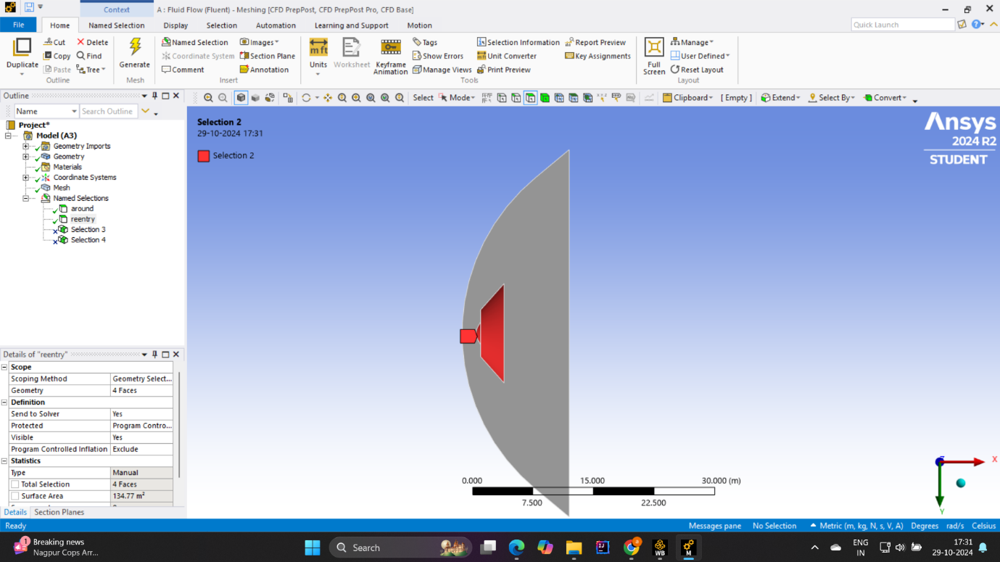 Context
A : Fluid Flow (Fluent) - Meshing [CFD PrepPost, CFD PrepPost Pro, CFD Base]
File Home Named Selection Display Selection Automation Learning and Support Motion
Quick Launch
Duplicate
Cut
Copy
Paste
Delete
Find
Tree
Outline
Generate
Mesh
Named Selection
Coordinate System
Comment
Images
Section Plane
Annotation
Insert
Units
Worksheet
Keyframe
Animation
Tags
Show Errors
Manage Views
Selection Information
Unit Converter
Print Preview
Report Preview
Key Assignments
Tools
Full
Screen
Manage
User Defined
Reset Layout
Layout
Outline
Name Search Outline
Select Mode Clipboard [ Empty ] Extend Select By Convert
Project*
Model (A3)
Geometry Imports
Geometry
Materials
Coordinate Systems
Mesh
Named Selections
around
reentry
Selection 3
Selection 4
Selection 2
29-10-2024 17:31
Selection 2
Ansys
2024 R2
STUDENT
Details of "reentry"
Scope
Scoping Method Geometry Select...
Geometry 4 Faces
Definition
Send to Solver Yes
Protected Program Contro...
Visible Yes
Program Controlled Inflation Exclude
Statistics
Type Manual
Total Selection 4 Faces
Surface Area 134.77 m²
Details Section Planes
0.000 15.000 30.000 (m)
7.500 22.500
Z
X
Y
Ready Messages pane No Selection Metric (m, kg, N, s, V, A) Degrees rad/s Celsius
1
Breaking news
Nagpur Cops Arr...
Search
WB
M
ENG
IN
17:31
29-10-2024